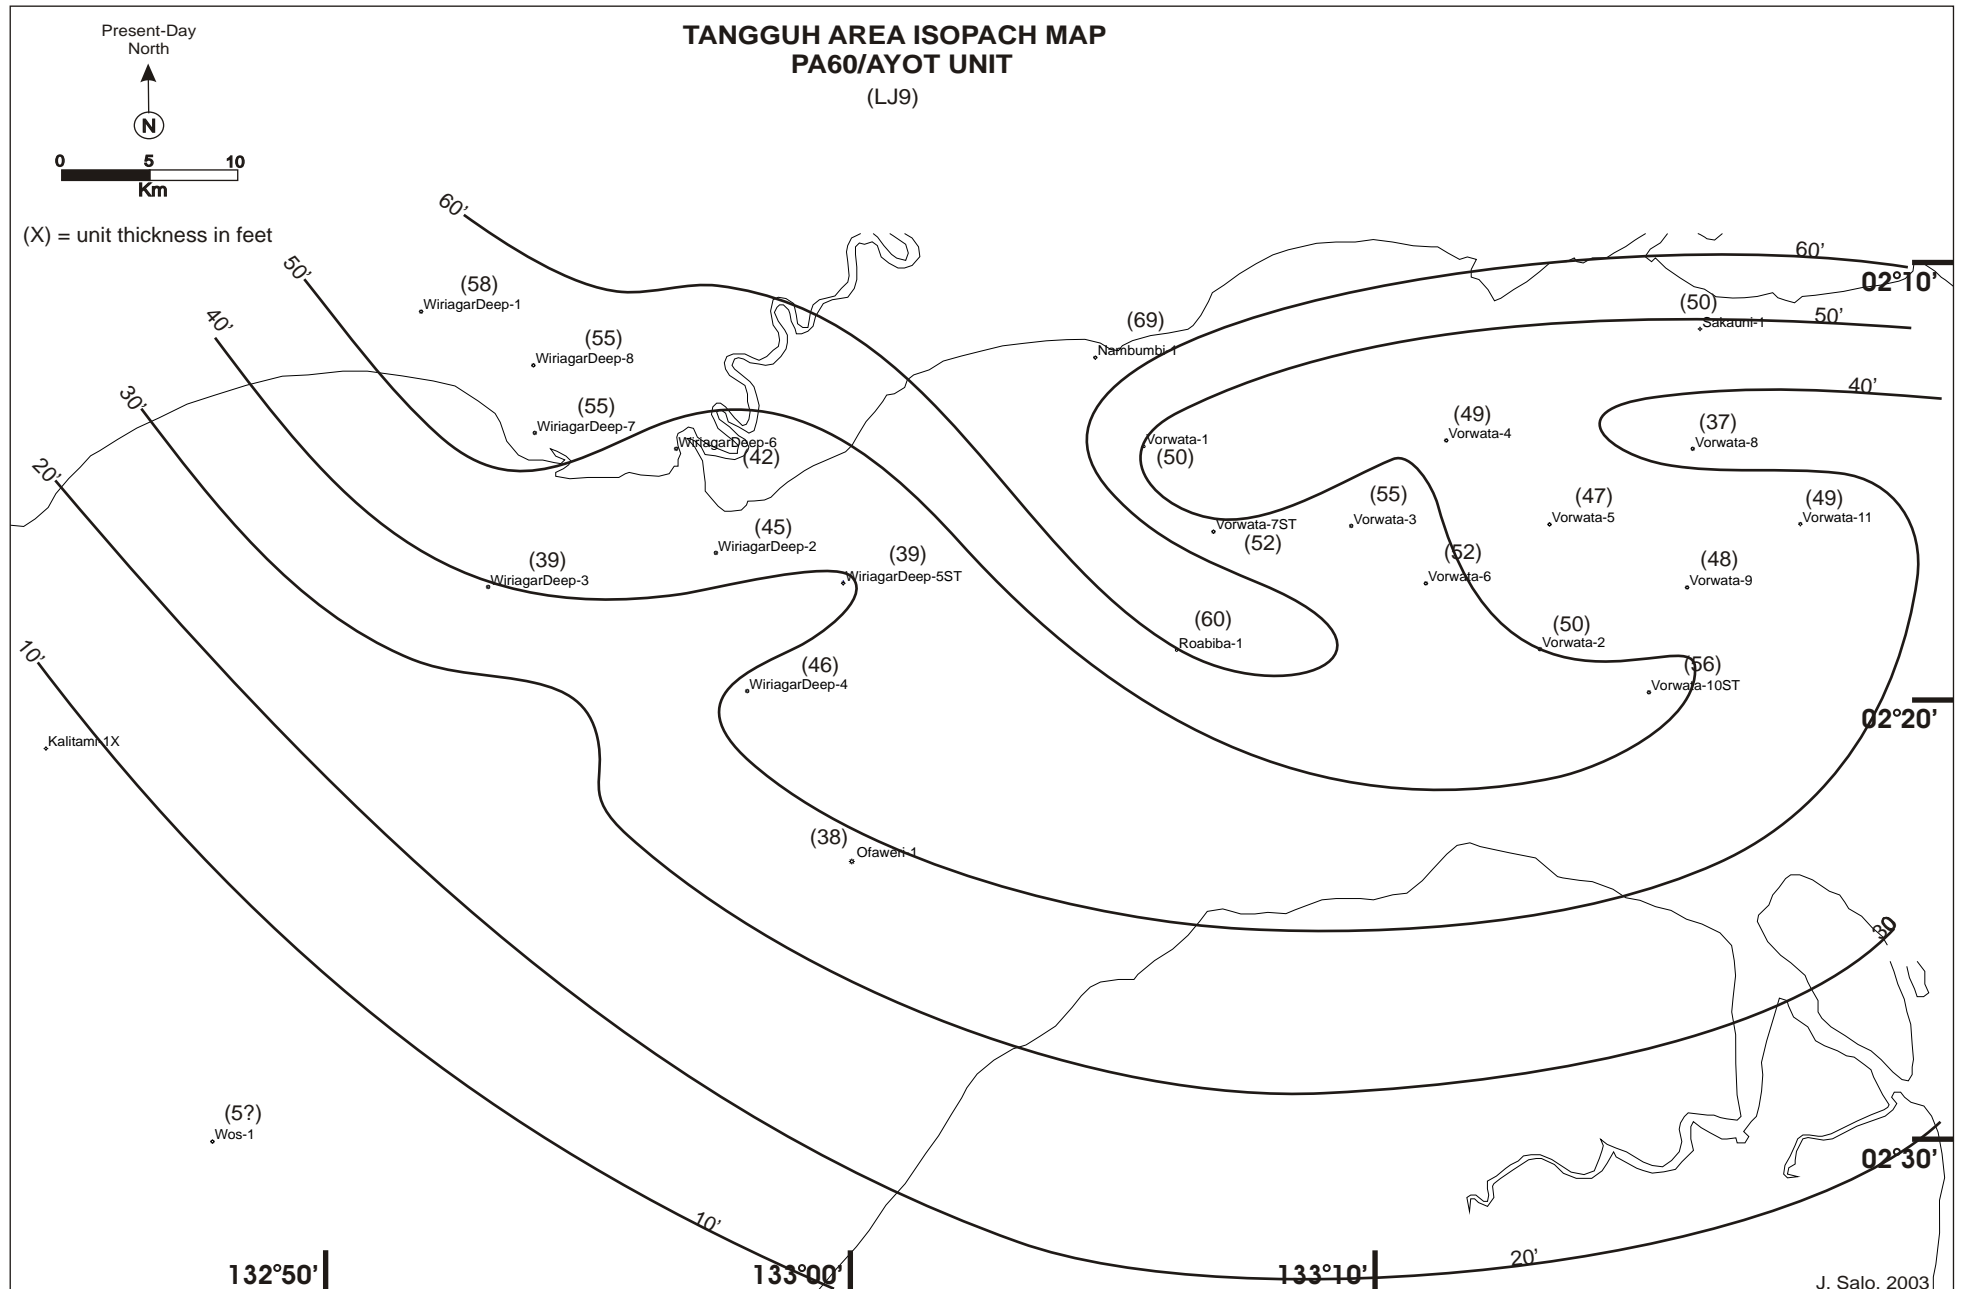 Present-Day
North
N
0 5 10
Km
(X) = unit thickness in feet
TANGGUH AREA ISOPACH MAP
PA60/AYOT UNIT
(LJ9)
60’
50’
40’
30’
20’
10’
(58)
WiriagarDeep-1
(55)
WiriagarDeep-8
(55)
WiriagarDeep-7
WiriagarDeep-6
(42)
(45)
WiriagarDeep-2
(39)
WiriagarDeep-3
(39)
WiriagarDeep-5ST
(46)
WiriagarDeep-4
(38)
Ofaweri-1
Kalitami-1X
(5?)
Wos-1
(69)
Nambumbi-1
(60)
Roabiba-1
Vorwata-1
(50)
Vorwata-7ST
(52)
(55)
Vorwata-3
(49)
Vorwata-4
(52)
Vorwata-6
(47)
Vorwata-5
(50)
Vorwata-2
(56)
Vorwata-10ST
(48)
Vorwata-9
(49)
Vorwata-11
(37)
Vorwata-8
(50)
Sakauni-1
60’
50’
40’
30
20’
10’
02°10’
02°20’
02°30’
132°50’
133°00’
133°10’
J. Salo, 2003